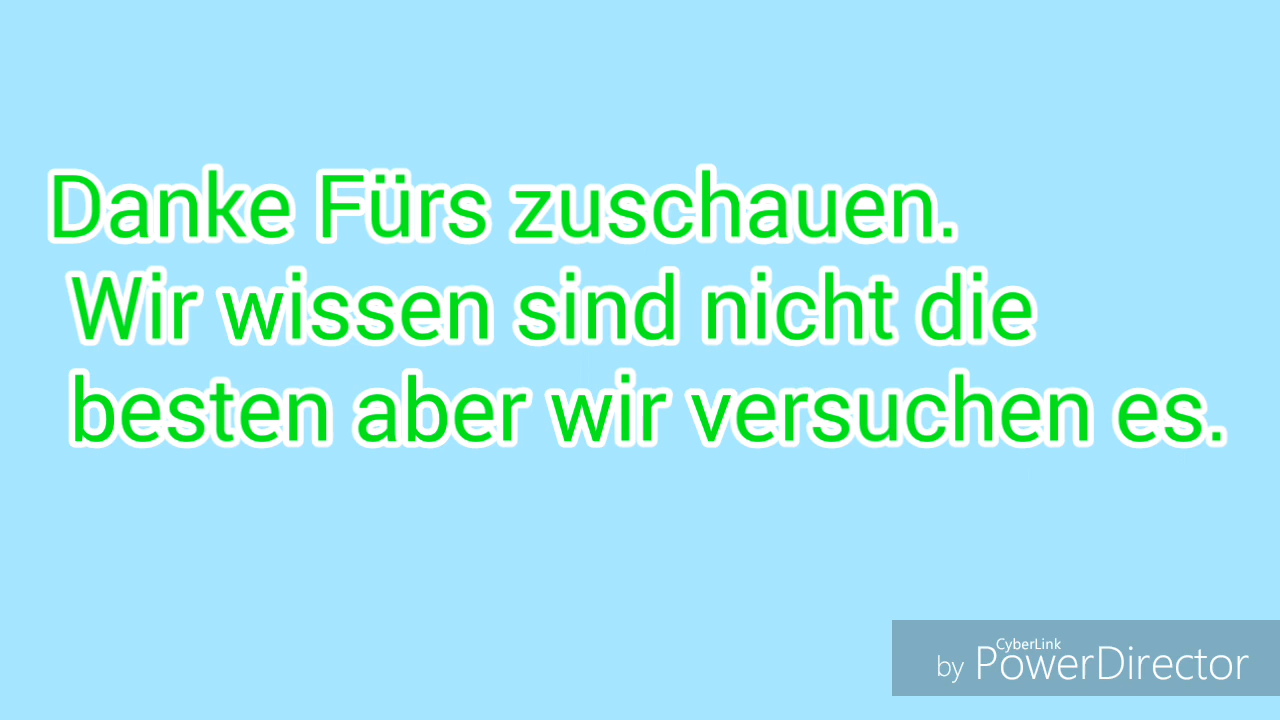 Danke Fürs zuschauen.
Wir wissen sind nicht die
besten aber wir versuchen es.
CyberLink
by PowerDirector